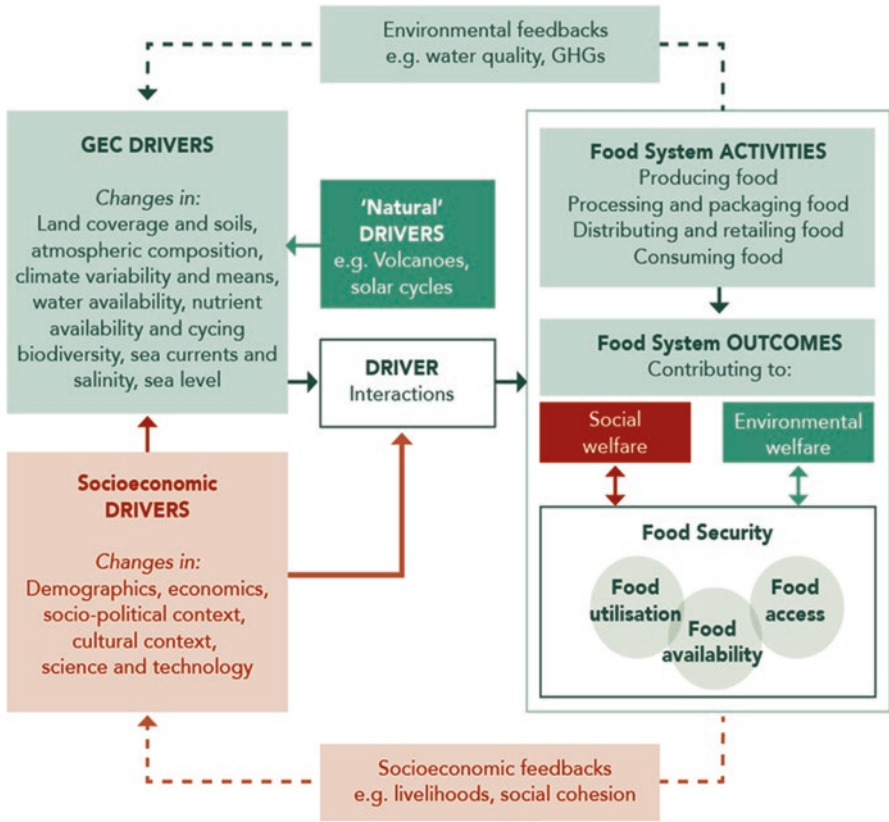 Environmental feedbacks
e.g. water quality, GHGs
GEC DRIVERS
Changes in:
Land coverage and soils,
atmospheric composition,
climate variability and means,
water availability, nutrient
availability and cycing
biodiversity, sea currents and
salinity, sea level
'Natural'
DRIVERS
e.g. Volcanoes,
solar cycles
DRIVER
Interactions
Socioeconomic
DRIVERS
Changes in:
Demographics, economics,
socio-political context,
cultural context,
science and technology
Food System ACTIVITIES
Producing food
Processing and packaging food
Distributing and retailing food
Consuming food
Food System OUTCOMES
Contributing to:
Social
welfare
Environmental
welfare
Food Security
Food
utilisation
Food
availability
Food
access
Socioeconomic feedbacks
e.g. livelihoods, social cohesion